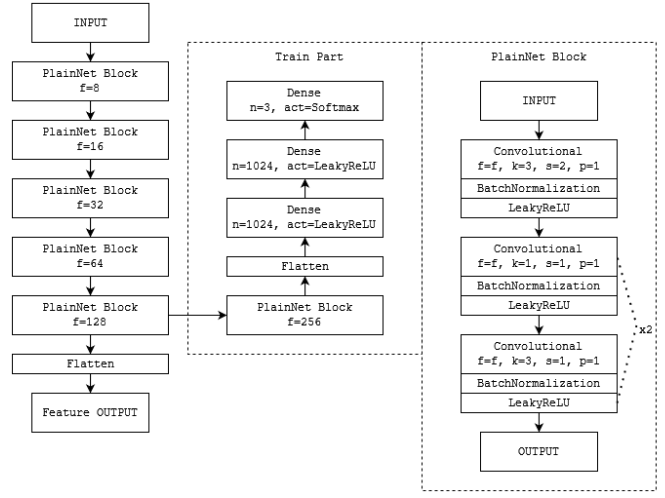 INPUT
PlainNet Block
f=8
PlainNet Block
f=16
PlainNet Block
f=32
PlainNet Block
f=64
PlainNet Block
f=128
Flatten
Feature OUTPUT
Train Part
Dense
n=3, act=Softmax
Dense
n=1024, act=LeakyReLU
Dense
n=1024, act=LeakyReLU
Flatten
PlainNet Block
f=256
PlainNet Block
INPUT
Convolutional
f=f, k=3, s=2, p=1
BatchNormalization
LeakyReLU
Convolutional
f=f, k=1, s=1, p=1
BatchNormalization
LeakyReLU
Convolutional
f=f, k=3, s=1, p=1
BatchNormalization
LeakyReLU
x2
OUTPUT